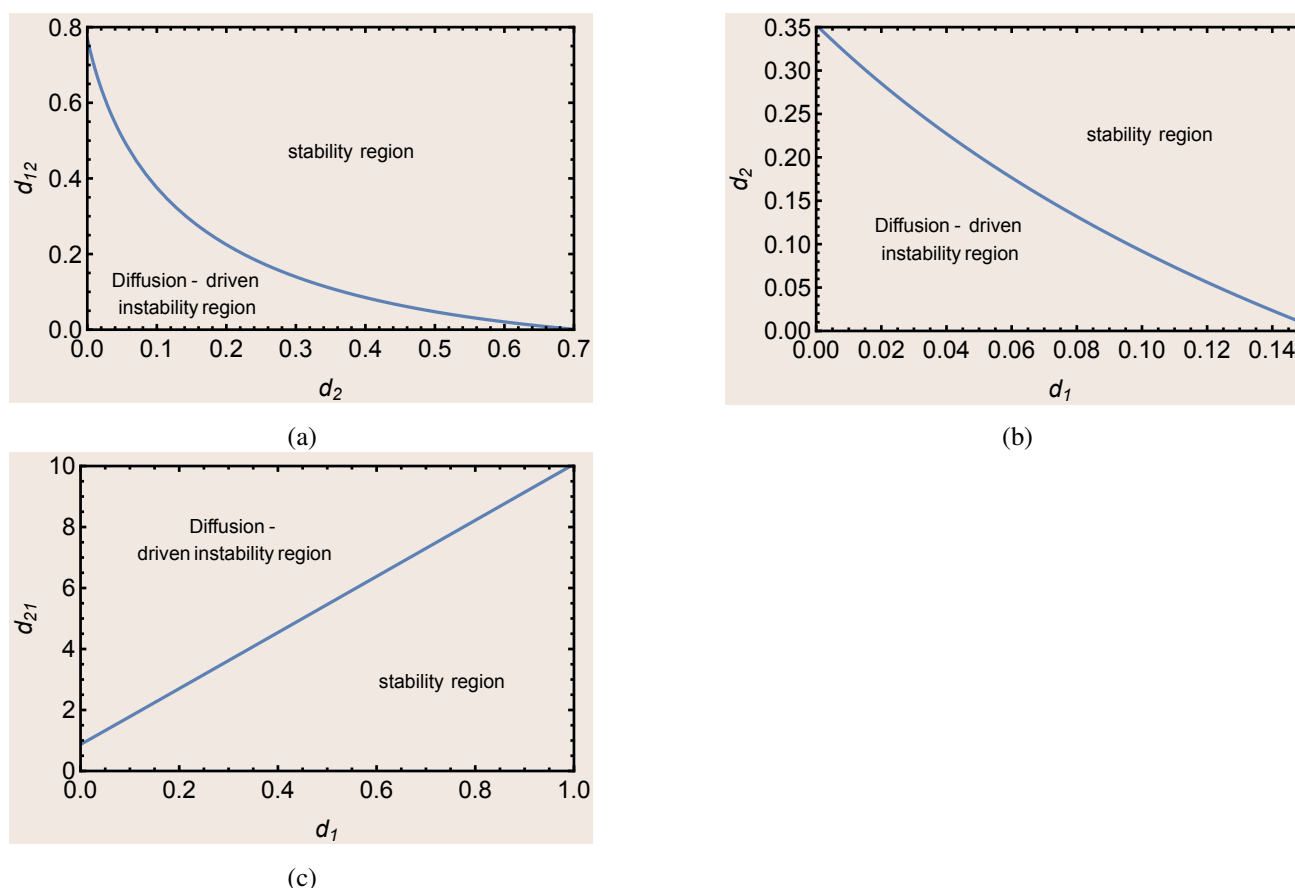 0.8
0.6
0.4
0.2
0.0
d12
stability region
Diffusion - driven
instability region
0.0 0.1 0.2 0.3 0.4 0.5 0.6 0.7
d2
(a)
0.35
0.30
0.25
0.20
0.15
0.10
0.05
0.00
d2
stability region
Diffusion - driven
instability region
0.00 0.02 0.04 0.06 0.08 0.10 0.12 0.14
d1
(b)
10
8
6
4
2
0
d21
Diffusion -
driven instability region
stability region
0.0 0.2 0.4 0.6 0.8 1.0
d1
(c)